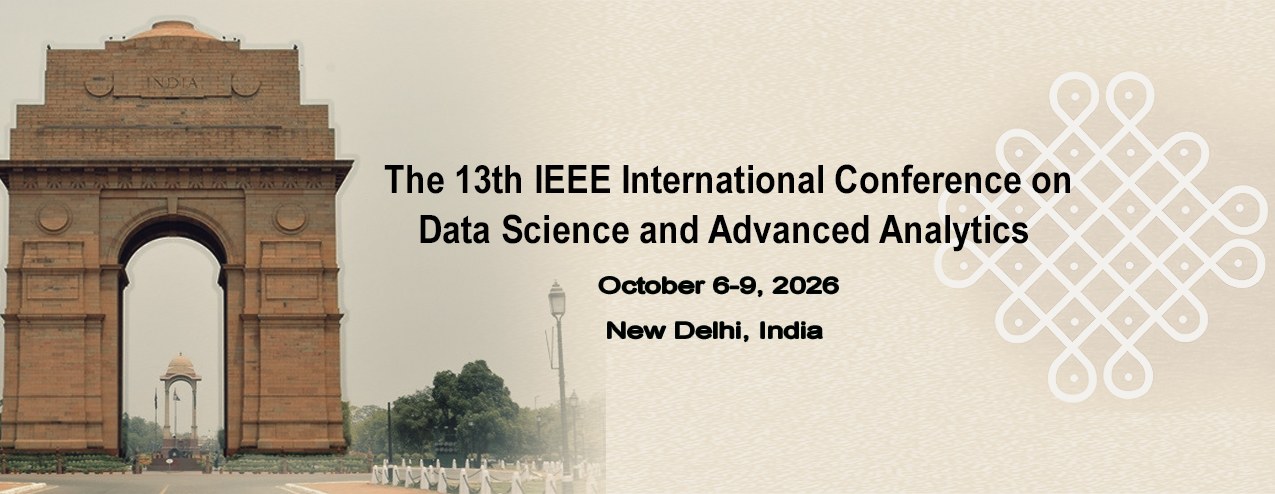 INDIA
The 13th IEEE International Conference on
Data Science and Advanced Analytics
October 6-9, 2026
New Delhi, India